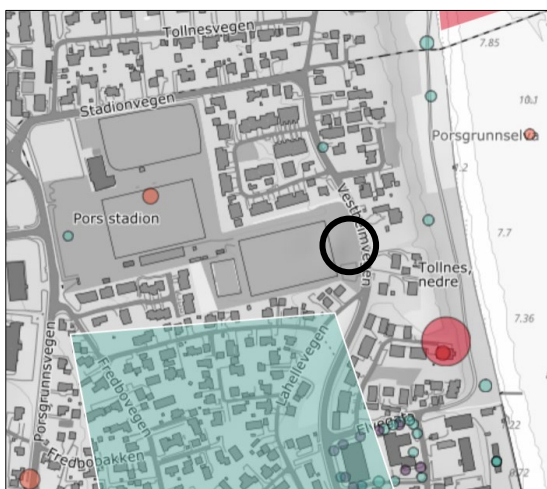 Tollnesvegen
7.85
10.1
Stadionvegen
Porsgrunnselva
4.2
Vestheimvegen
Pors stadion
7.7
Tollnes,
nedre
7.36
Porsgrunnsvegen
Fredbovegen
Lahellevegen
Elvegata
22
Fredbobakken
8.72